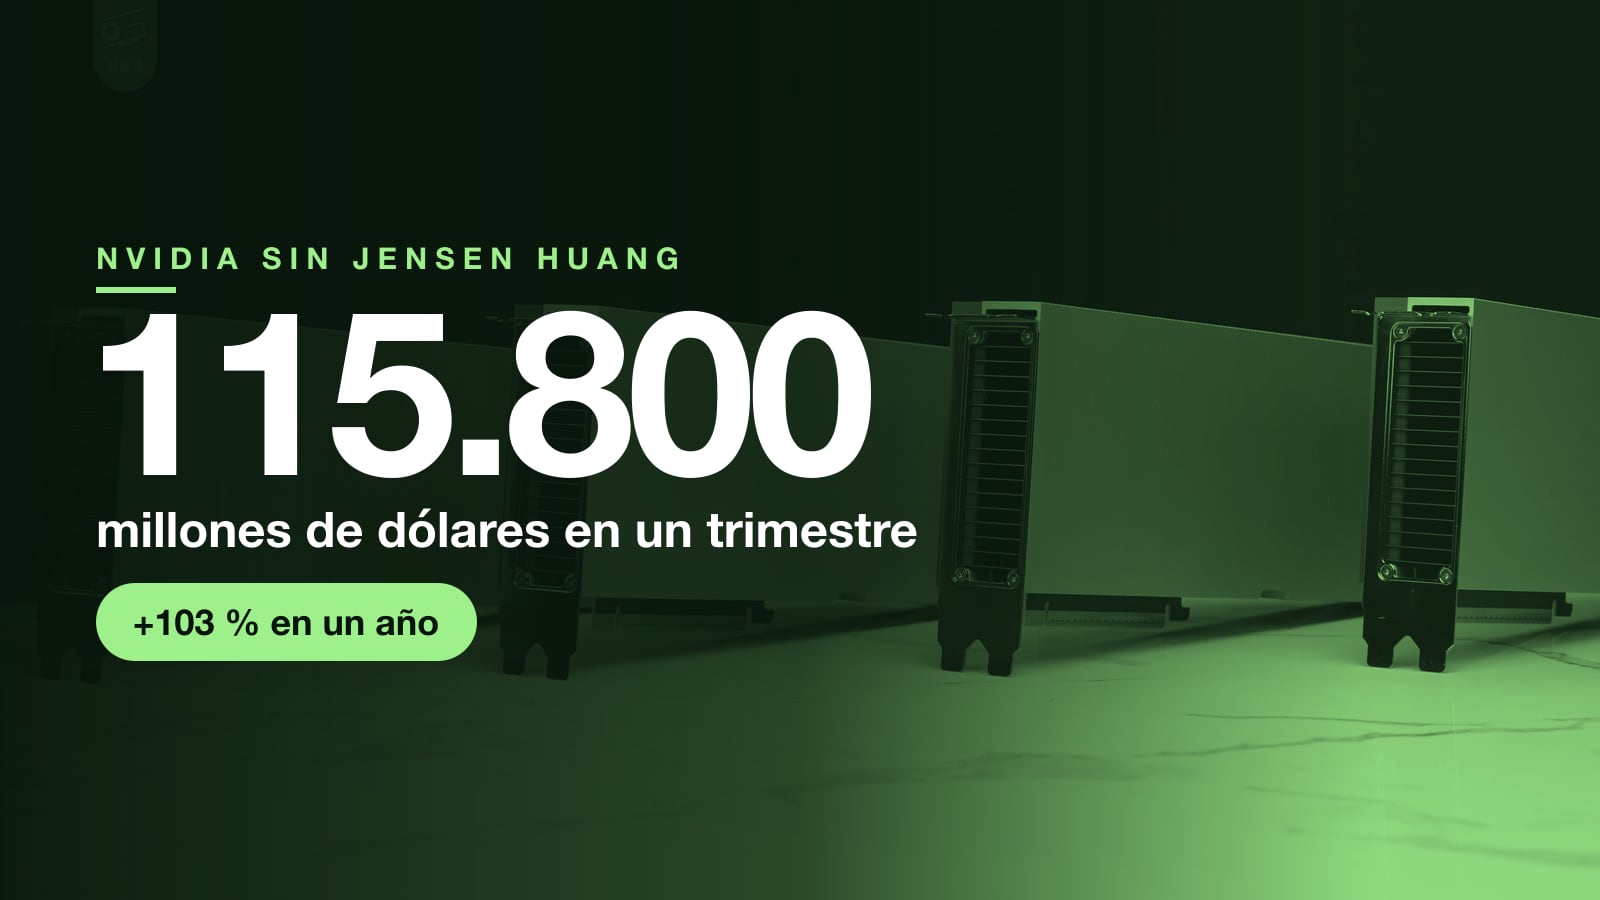 NVIDIA SIN JENSEN HUANG
115.800
millones de dólares en un trimestre
+103 % en un año